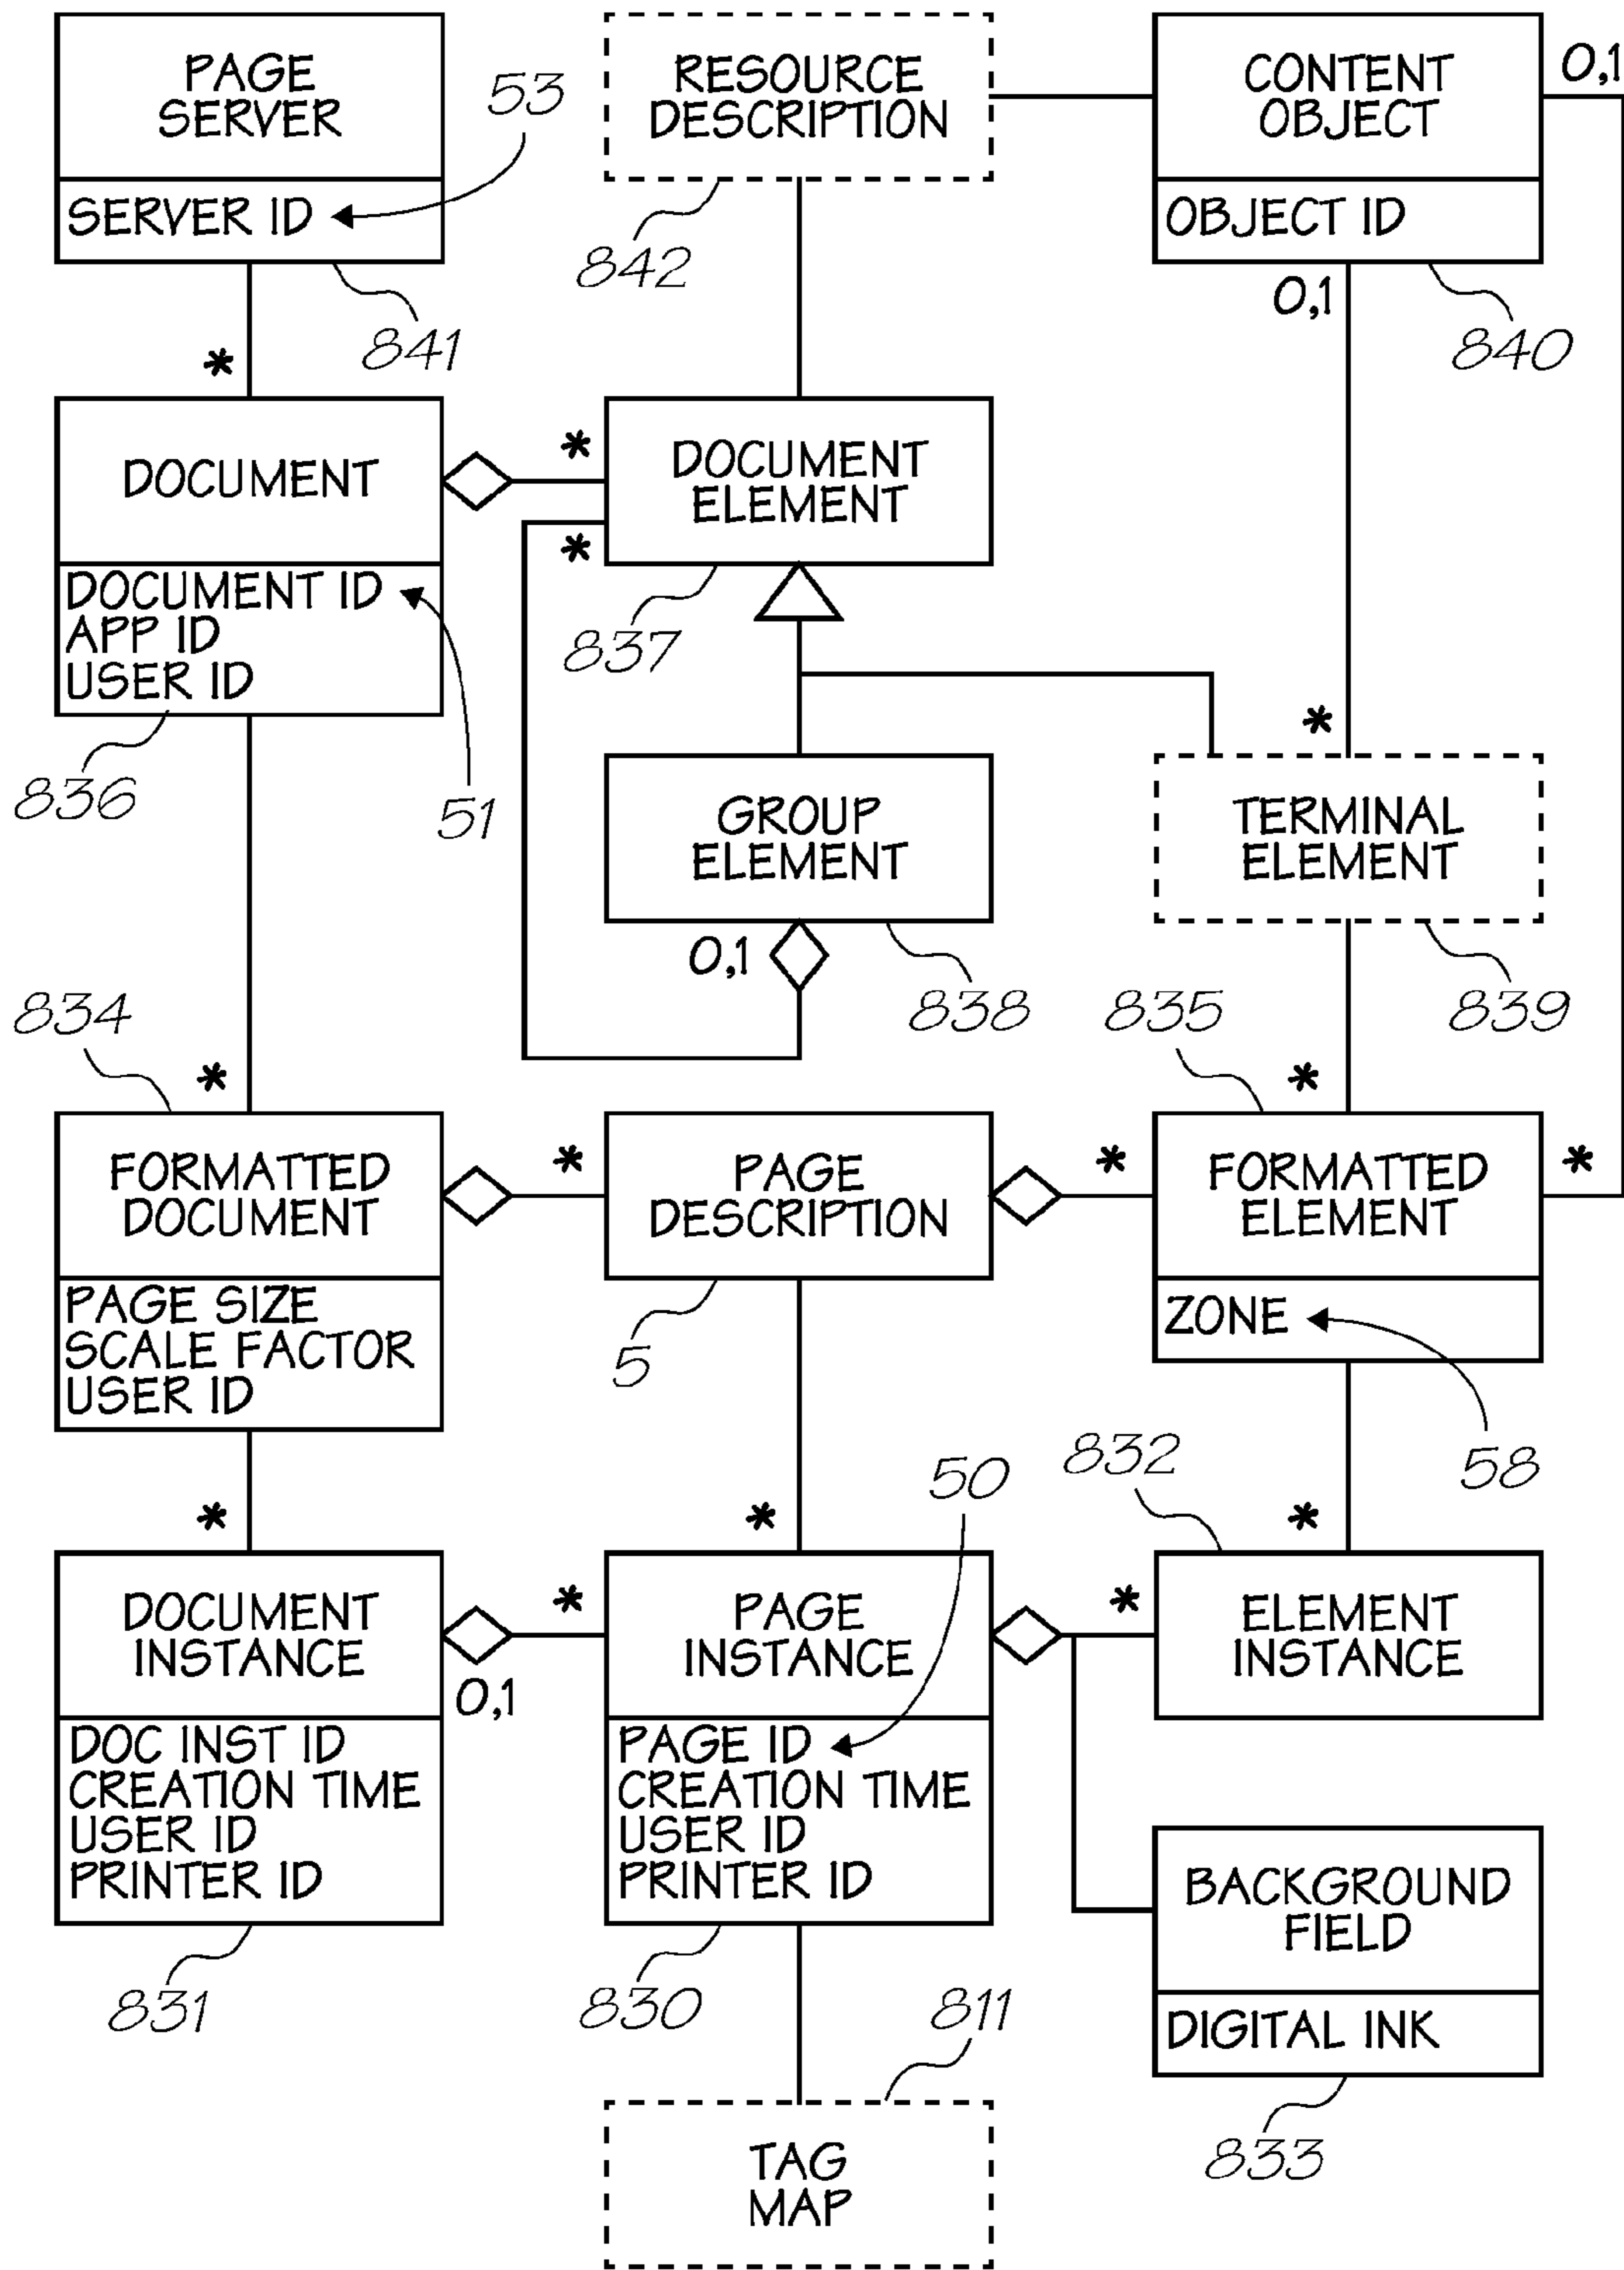 PAGE
SERVER
SERVER ID
53
841
RESOURCE
DESCRIPTION
842
CONTENT
OBJECT
OBJECT ID
0,1
0,1
840
*
DOCUMENT
DOCUMENT ID
APP ID
USER ID
836
51
*
*
DOCUMENT
ELEMENT
837
GROUP
ELEMENT
0,1
838
*
TERMINAL
ELEMENT
839
834
*
FORMATTED
DOCUMENT
PAGE SIZE
SCALE FACTOR
USER ID
*
PAGE
DESCRIPTION
5
835
*
*
*
FORMATTED
ELEMENT
ZONE
58
*
DOCUMENT
INSTANCE
DOC INST ID
CREATION TIME
USER ID
PRINTER ID
831
0,1
*
*
50
PAGE
INSTANCE
PAGE ID
CREATION TIME
USER ID
PRINTER ID
830
832
*
*
ELEMENT
INSTANCE
BACKGROUND
FIELD
DIGITAL INK
833
811
TAG
MAP